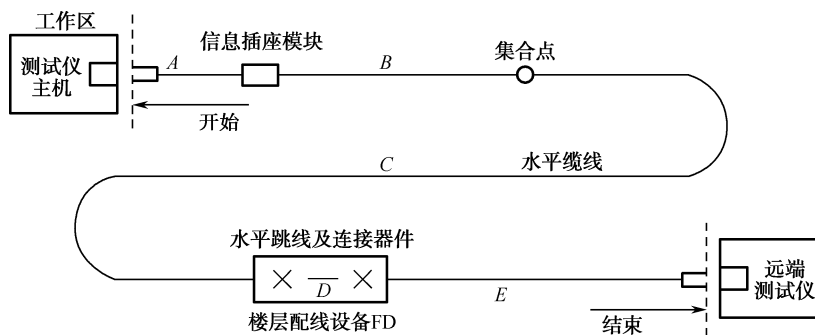 工作区
测试仪
主机
A
信息插座模块
B
集合点
开始
C
水平缆线
水平跳线及连接器件
D
楼层配线设备FD
E
结束
远端
测试仪